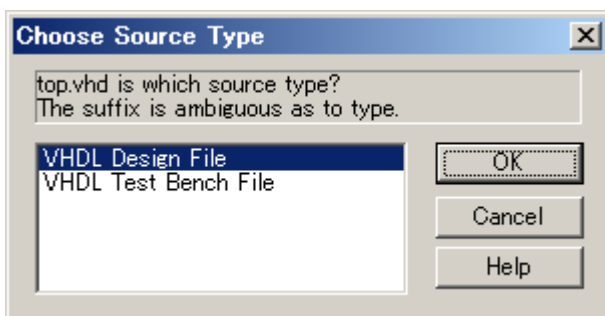 Choose Source Type
top.vhd is which source type?
The suffix is ambiguous as to type.
VHDL Design File
VHDL Test Bench File
OK
Cancel
Help